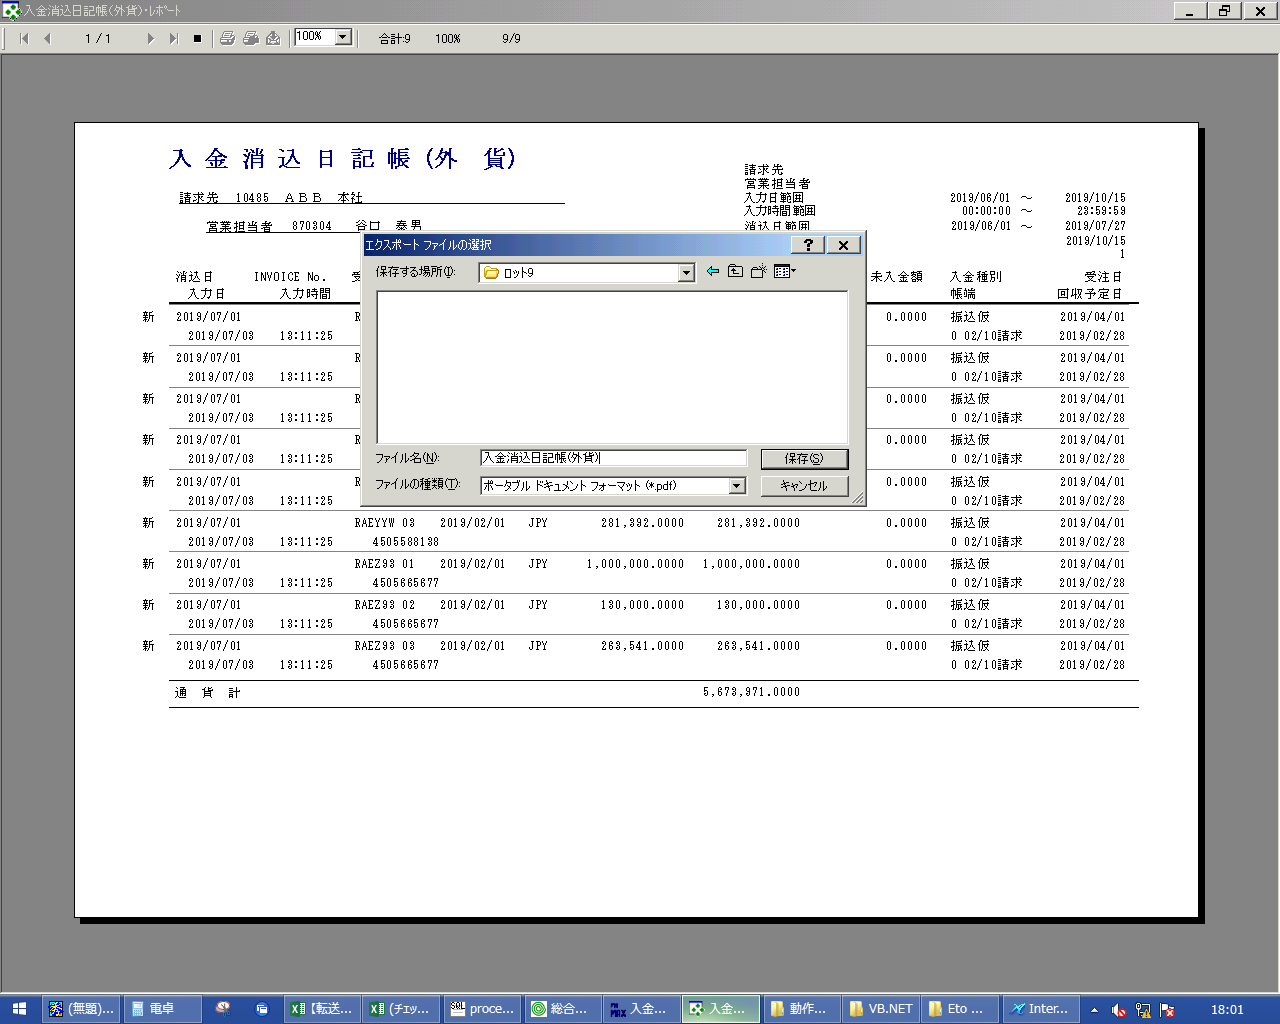 入金消込日記帳(外貨)・レポート
1 / 1 100% 合計:9 100% 9/9
入 金 消 込 日 記 帳 (外 貨)
請求先
営業担当者
請求先 10485 ＡＢＢ 本社
入力日範囲 2019/06/01 ～ 2019/10/15
入力時間範囲 00:00:00 ～ 23:59:59
営業担当者 870304 谷口 泰男
消込日範囲 2019/06/01 ～ 2019/07/27
2019/10/15
1
エクスポート ファイルの選択
保存する場所(I): ロット9
ファイル名(N): 入金消込日記帳(外貨)
保存(S)
ファイルの種類(T): ポータブル ドキュメント フォーマット (*.pdf)
キャンセル
消込日 INVOICE No. 未入金額 入金種別 受注日
入力日 入力時間 帳端 回収予定日
新 2019/07/01 R 0.0000 振込仮 2019/04/01
2019/07/03 13:11:25 0 02/10請求 2019/02/28
新 2019/07/01 R 0.0000 振込仮 2019/04/01
2019/07/03 13:11:25 0 02/10請求 2019/02/28
新 2019/07/01 R 0.0000 振込仮 2019/04/01
2019/07/03 13:11:25 0 02/10請求 2019/02/28
新 2019/07/01 R 0.0000 振込仮 2019/04/01
2019/07/03 13:11:25 0 02/10請求 2019/02/28
新 2019/07/01 R 0.0000 振込仮 2019/04/01
2019/07/03 13:11:25 0 02/10請求 2019/02/28
新 2019/07/01 RAEYYW 03 2019/02/01 JPY 281,392.0000 281,392.0000 0.0000 振込仮 2019/04/01
2019/07/03 13:11:25 4505588138 0 02/10請求 2019/02/28
新 2019/07/01 RAEZ93 01 2019/02/01 JPY 1,000,000.0000 1,000,000.0000 0.0000 振込仮 2019/04/01
2019/07/03 13:11:25 4505665677 0 02/10請求 2019/02/28
新 2019/07/01 RAEZ93 02 2019/02/01 JPY 130,000.0000 130,000.0000 0.0000 振込仮 2019/04/01
2019/07/03 13:11:25 4505665677 0 02/10請求 2019/02/28
新 2019/07/01 RAEZ93 03 2019/02/01 JPY 263,541.0000 263,541.0000 0.0000 振込仮 2019/04/01
2019/07/03 13:11:25 4505665677 0 02/10請求 2019/02/28
通 貨 計 5,673,971.0000
(無題)... 電卓 【転送... (チェッ... proce... 総合... 入金... 入金... 動作... VB.NET Eto ... Inter... 18:01